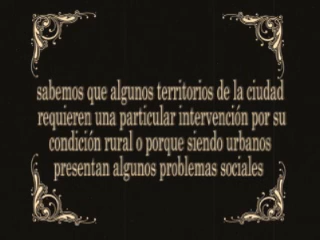 sabemos que algunos territorios de la ciudad
requieren una particular intervención por su
condición rural o porque siendo urbanos
presentan algunos problemas sociales